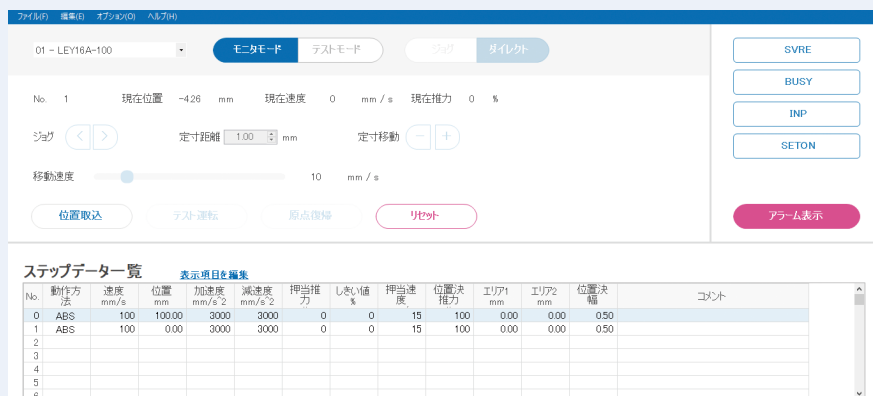 ファイル(F) 編集(E) オプション(O) ヘルプ(H)
01 - LEY16A-100 モニタモード テストモード ジョグ ダイレクト
SVRE
BUSY
INP
SETON
No. 1 現在位置 -4.26 mm 現在速度 0 mm / s 現在推力 0 %
ジョグ < > 定寸距離 1.00 mm 定寸移動 - +
移動速度 10 mm / s
位置取込 テスト運転 原点復帰 リセット アラーム表示
ステップデータ一覧 表示項目を編集
No. 動作方法 速度 mm/s 位置 mm 加速度 mm/s^2 減速度 mm/s^2 押当推力 しきい値 % 押当速度 位置決推力 エリア1 mm エリア2 mm 位置決幅 コメント
0 ABS 100 100.00 3000 3000 0 0 15 100 0.00 0.00 0.50
1 ABS 100 0.00 3000 3000 0 0 15 100 0.00 0.00 0.50
2
3
4
5